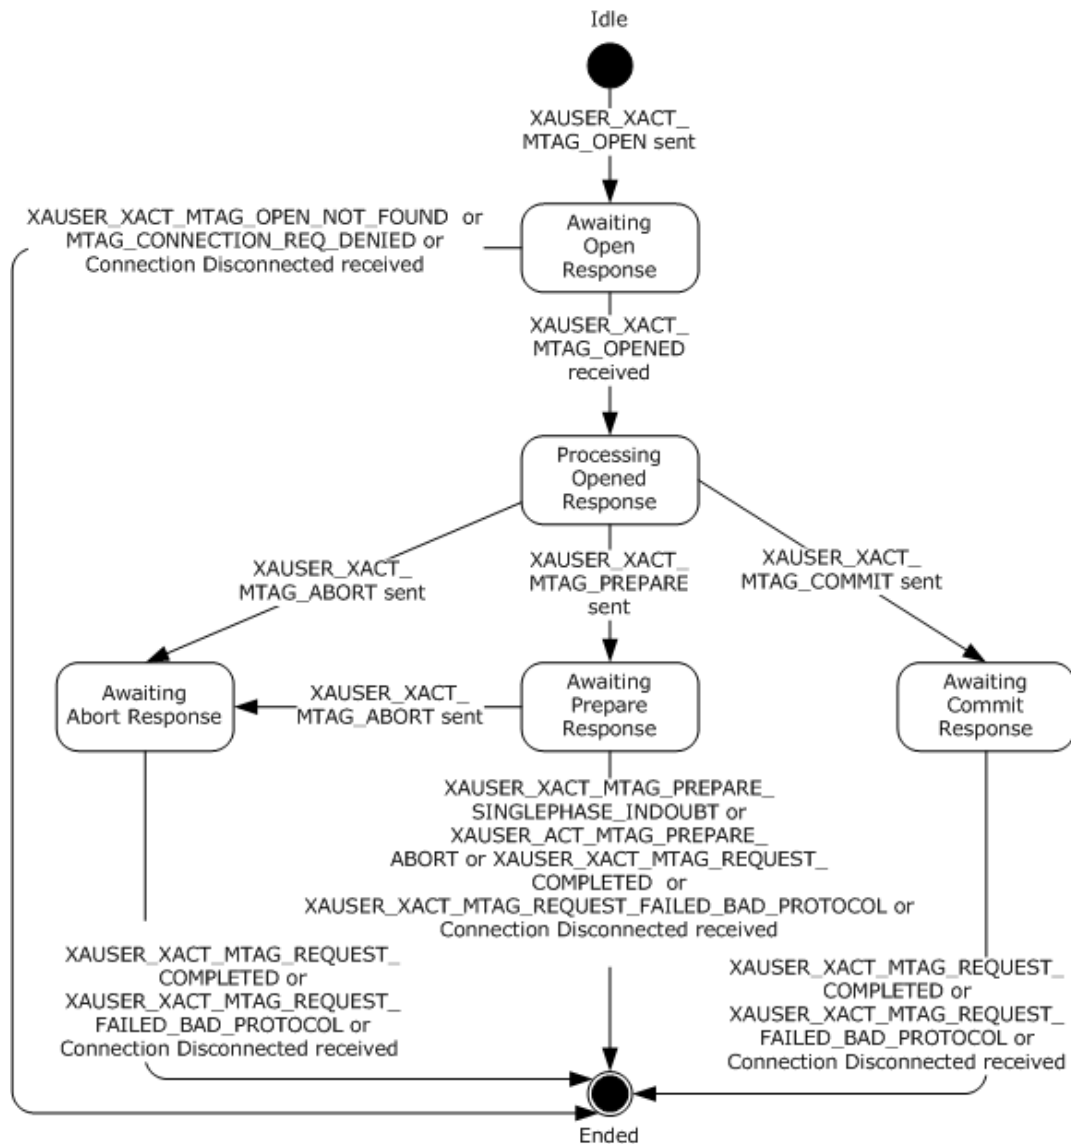 Idle
XAUSER_XACT_
MTAG_OPEN sent
XAUSER_XACT_MTAG_OPEN_NOT_FOUND or
MTAG_CONNECTION_REQ_DENIED or
Connection Disconnected received
Awaiting
Open
Response
XAUSER_XACT_
MTAG_OPENED
received
Processing
Opened
Response
XAUSER_XACT_
MTAG_ABORT sent
XAUSER_XACT_
MTAG_PREPARE
sent
XAUSER_XACT_
MTAG_COMMIT sent
Awaiting
Abort Response
XAUSER_XACT_
MTAG_ABORT sent
Awaiting
Prepare
Response
Awaiting
Commit
Response
XAUSER_XACT_MTAG_PREPARE_
SINGLEPHASE_INDOUBT or
XAUSER_ACT_MTAG_PREPARE_
ABORT or XAUSER_XACT_MTAG_REQUEST_
COMPLETED or
XAUSER_XACT_MTAG_REQUEST_FAILED_BAD_PROTOCOL or
Connection Disconnected received
XAUSER_XACT_MTAG_REQUEST_
COMPLETED or
XAUSER_XACT_MTAG_REQUEST_
FAILED_BAD_PROTOCOL or
Connection Disconnected received
XAUSER_XACT_MTAG_REQUEST_
COMPLETED or
XAUSER_XACT_MTAG_REQUEST_
FAILED_BAD_PROTOCOL or
Connection Disconnected received
Ended